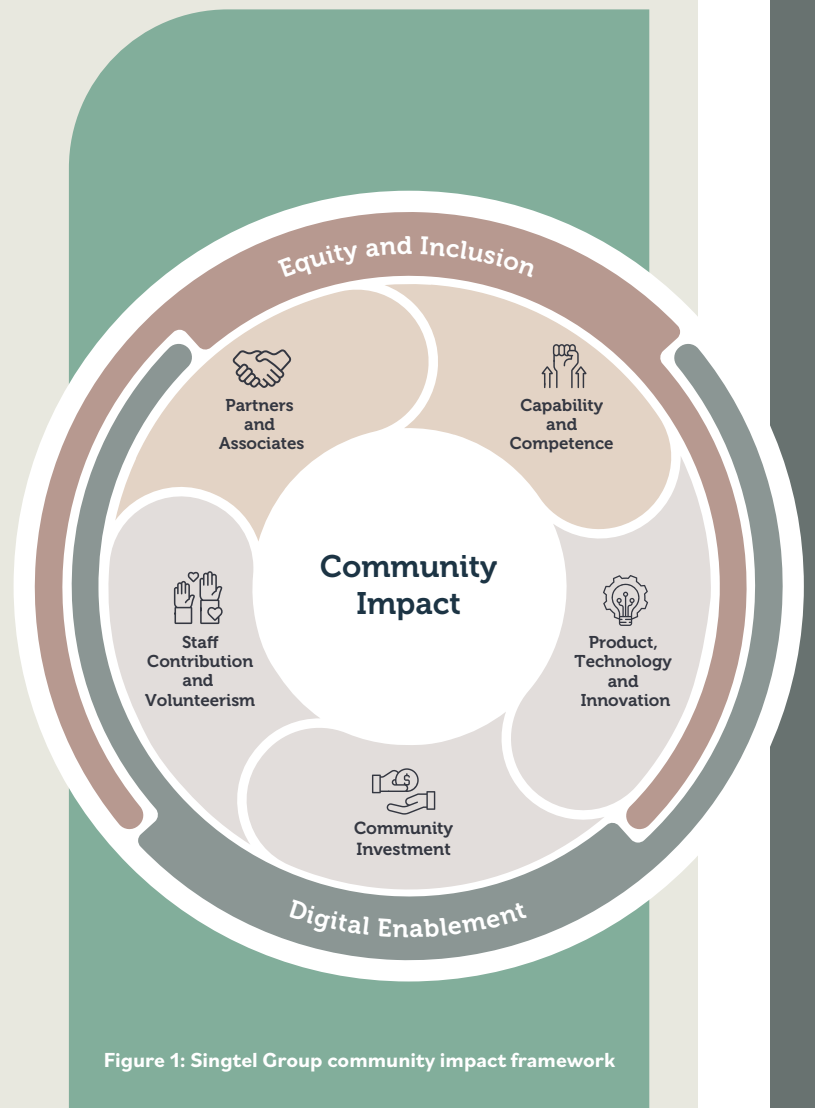 Equity and Inclusion
Partners
and
Associates
Capability
and
Competence
Community
Impact
Staff
Contribution
and
Volunteerism
Product,
Technology
and
Innovation
$
Community
Investment
Digital Enablement
Figure 1: Singtel Group community impact framework